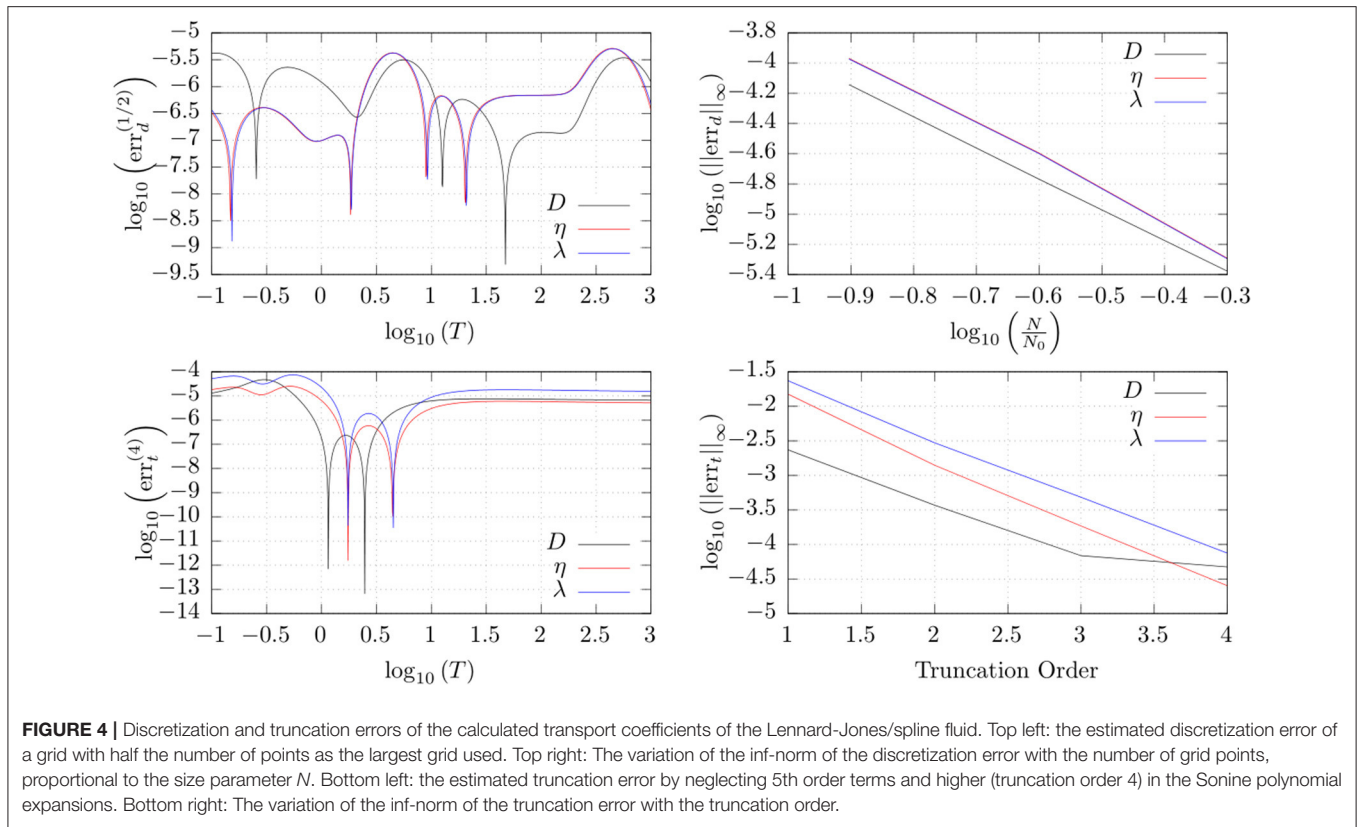 −5
−5.5
−6
−6.5
−7
−7.5
−8
−8.5
−9
−9.5
log₁₀ (err_d^(1/2))
D
η
λ
−1 −0.5 0 0.5 1 1.5 2 2.5 3
log₁₀ (T)
−3.8
−4
−4.2
−4.4
−4.6
−4.8
−5
−5.2
−5.4
log₁₀ (||err_d||_∞)
D
η
λ
−1 −0.9 −0.8 −0.7 −0.6 −0.5 −0.4 −0.3
log₁₀ (N/N₀)
−4
−5
−6
−7
−8
−9
−10
−11
−12
−13
−14
log₁₀ (err_t^(4))
D
η
λ
−1 −0.5 0 0.5 1 1.5 2 2.5 3
log₁₀ (T)
−1.5
−2
−2.5
−3
−3.5
−4
−4.5
−5
log₁₀ (||err_t||_∞)
D
η
λ
1 1.5 2 2.5 3 3.5 4
Truncation Order
FIGURE 4 | Discretization and truncation errors of the calculated transport coefficients of the Lennard-Jones/spline fluid. Top left: the estimated discretization error of
a grid with half the number of points as the largest grid used. Top right: The variation of the inf-norm of the discretization error with the number of grid points,
proportional to the size parameter N. Bottom left: the estimated truncation error by neglecting 5th order terms and higher (truncation order 4) in the Sonine polynomial
expansions. Bottom right: The variation of the inf-norm of the truncation error with the truncation order.